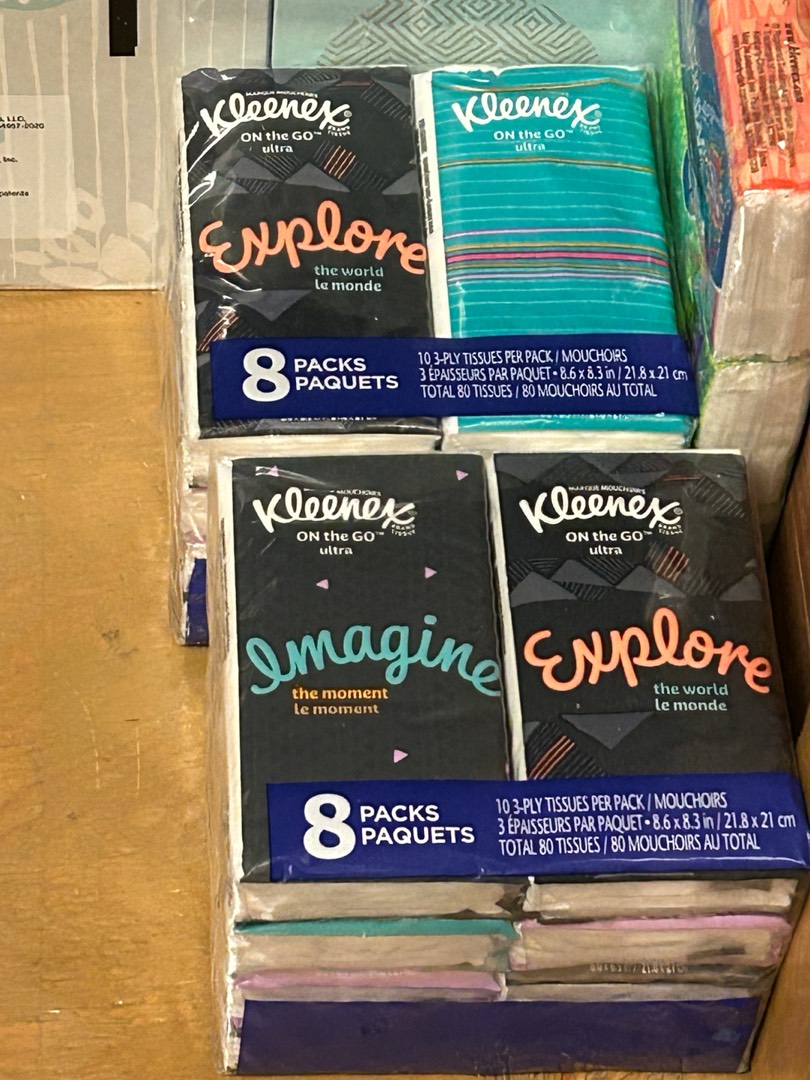 Kleenex®
ON the GO™
ultra
Explore
the world
le monde
Kleenex®
ON the GO™
ultra
8 PACKS
PAQUETS
10 3-PLY TISSUES PER PACK / MOUCHOIRS
3 ÉPAISSEURS PAR PAQUET • 8.6 x 8.3 in / 21.8 x 21 cm
TOTAL 80 TISSUES / 80 MOUCHOIRS AU TOTAL
Kleenex®
ON the GO™
ultra
Imagine
the moment
le moment
Kleenex®
ON the GO™
ultra
Explore
the world
le monde
8 PACKS
PAQUETS
10 3-PLY TISSUES PER PACK / MOUCHOIRS
3 ÉPAISSEURS PAR PAQUET • 8.6 x 8.3 in / 21.8 x 21 cm
TOTAL 80 TISSUES / 80 MOUCHOIRS AU TOTAL